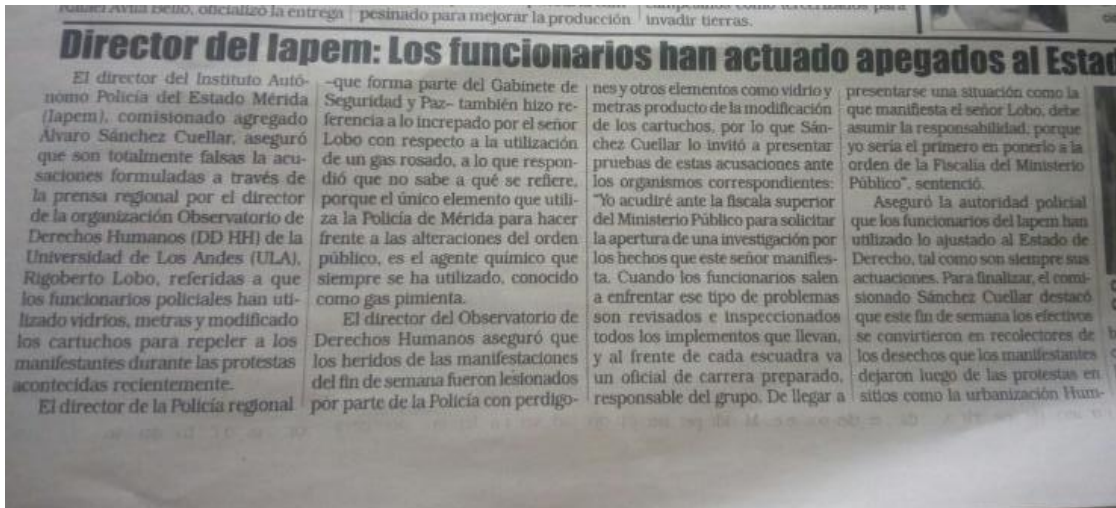 oficializó la entrega
pesinado para mejorar la producción
invadir tierras.
Director del Iapem: Los funcionarios han actuado apegados al Estad
El director del Instituto Autó-
nomo Policía del Estado Mérida
(Iapem), comisionado agregado
Álvaro Sánchez Cuellar, aseguró
que son totalmente falsas la acu-
saciones formuladas a través de
la prensa regional por el director
de la organización Observatorio de
Derechos Humanos (DD HH) de la
Universidad de Los Andes (ULA),
Rigoberto Lobo, referidas a que
los funcionarios policiales han uti-
lizado vidrios, metras y modificado
los cartuchos para repeler a los
manifestantes durante las protestas
acontecidas recientemente.
El director de la Policía regional
–que forma parte del Gabinete de
Seguridad y Paz– también hizo re-
ferencia a lo increpado por el señor
Lobo con respecto a la utilización
de un gas rosado, a lo que respon-
dió que no sabe a qué se refiere,
porque el único elemento que utili-
za la Policía de Mérida para hacer
frente a las alteraciones del orden
público, es el agente químico que
siempre se ha utilizado, conocido
como gas pimienta.
El director del Observatorio de
Derechos Humanos aseguró que
los heridos de las manifestaciones
del fin de semana fueron lesionados
por parte de la Policía con perdigo-
nes y otros elementos como vidrio y
metras producto de la modificación
de los cartuchos, por lo que Sán-
chez Cuellar lo invitó a presentar
pruebas de estas acusaciones ante
los organismos correspondientes:
"Yo acudiré ante la fiscala superior
del Ministerio Público para solicitar
la apertura de una investigación por
los hechos que este señor manifies-
ta. Cuando los funcionarios salen
a enfrentar ese tipo de problemas
son revisados e inspeccionados
todos los implementos que llevan,
y al frente de cada escuadra va
un oficial de carrera preparado,
responsable del grupo. De llegar a
presentarse una situación como la
que manifiesta el señor Lobo, debe
asumir la responsabilidad, porque
yo sería el primero en ponerlo a la
orden de la Fiscalía del Ministerio
Público", sentenció.
Aseguró la autoridad policial
que los funcionarios del Iapem han
utilizado lo ajustado al Estado de
Derecho, tal como son siempre sus
actuaciones. Para finalizar, el comi-
sionado Sánchez Cuellar destacó
que este fin de semana los efectivos
se convirtieron en recolectores de
los desechos que los manifestantes
dejaron luego de las protestas en
sitios como la urbanización Hum-